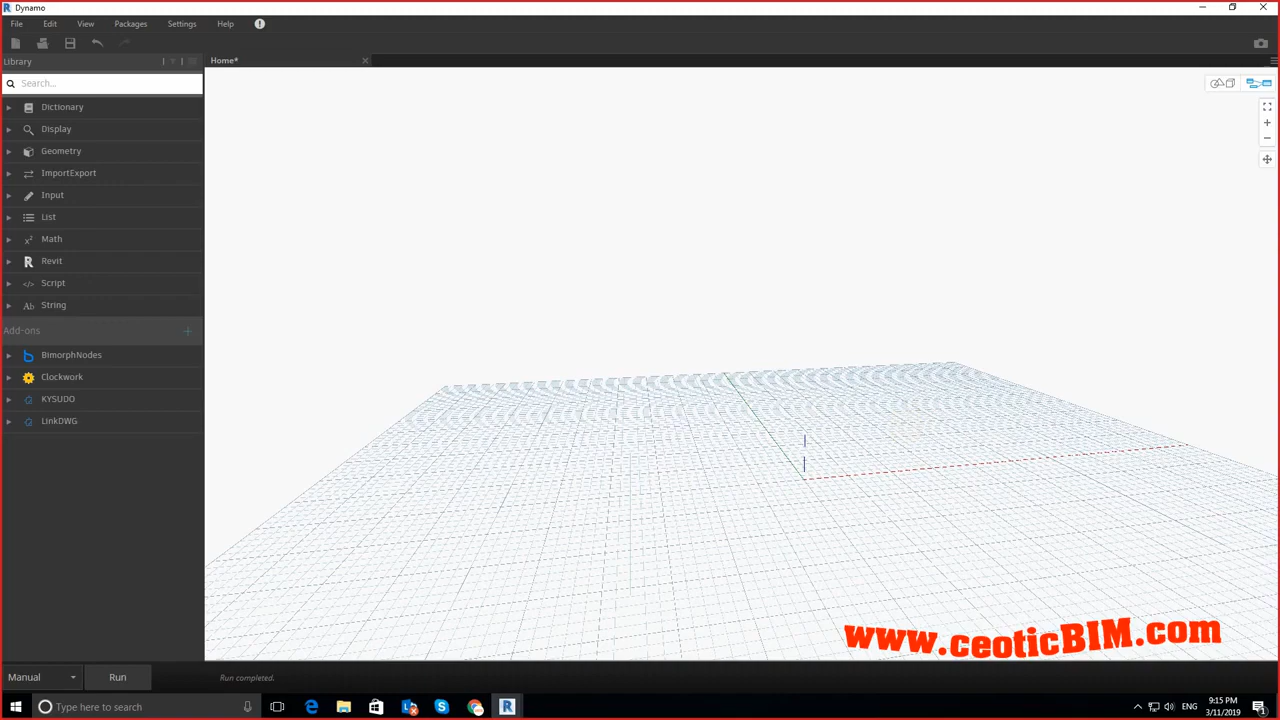 Dynamo
File Edit View Packages Settings Help
Library
Home*
Search...
Dictionary
Display
Geometry
ImportExport
Input
List
Math
Revit
Script
String
Add-ons
BimorphNodes
Clockwork
KYSUDO
LinkDWG
www.ceoticBIM.com
Manual
Run
Run completed.
Type here to search
ENG
9:15 PM
3/11/2019